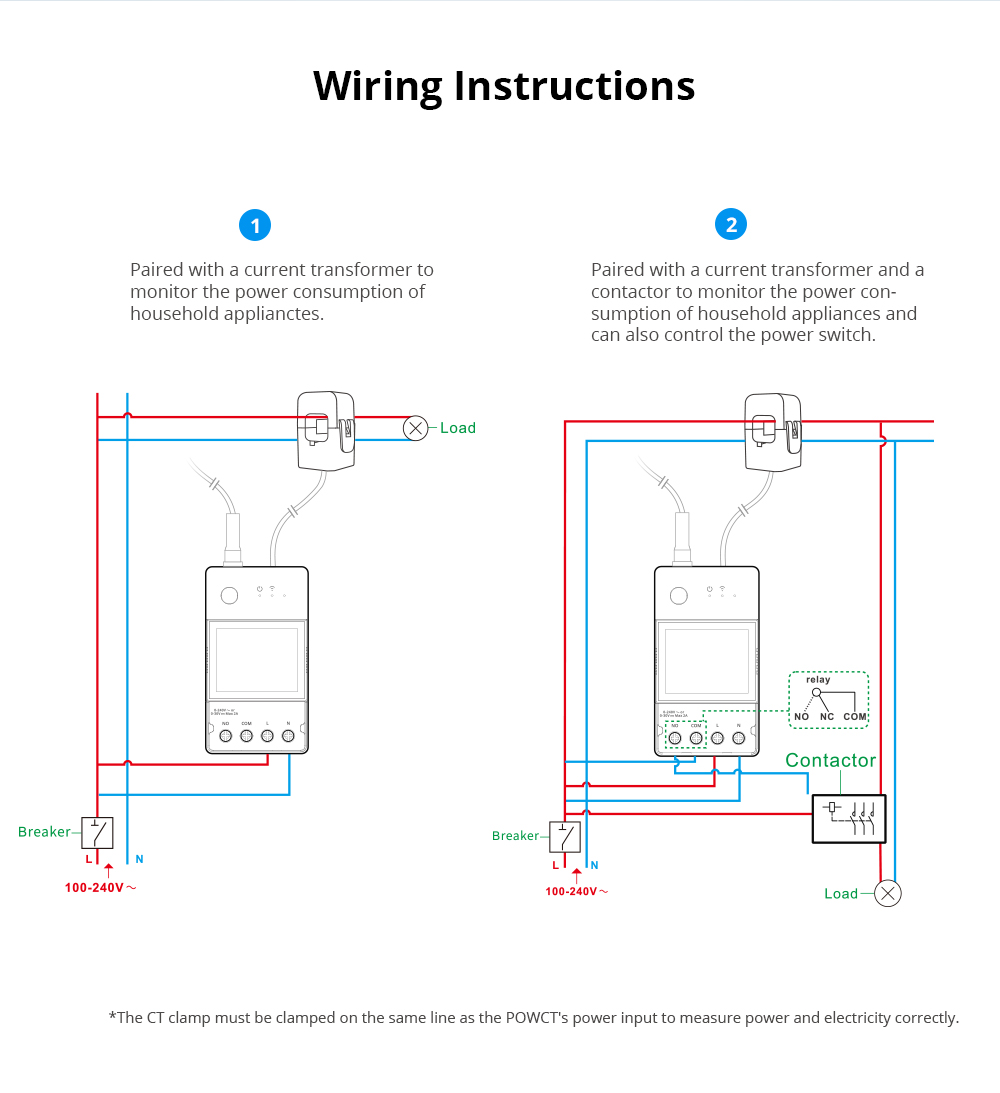 Wiring Instructions
1
Paired with a current transformer to
monitor the power consumption of
household applianctes.
2
Paired with a current transformer and a
contactor to monitor the power con-
sumption of household appliances and
can also control the power switch.
Load
NO COM L N
Breaker
L N
100-240V～
relay
NO NC COM
NO COM L N
Contactor
Breaker
L N
100-240V～
Load
*The CT clamp must be clamped on the same line as the POWCT's power input to measure power and electricity correctly.